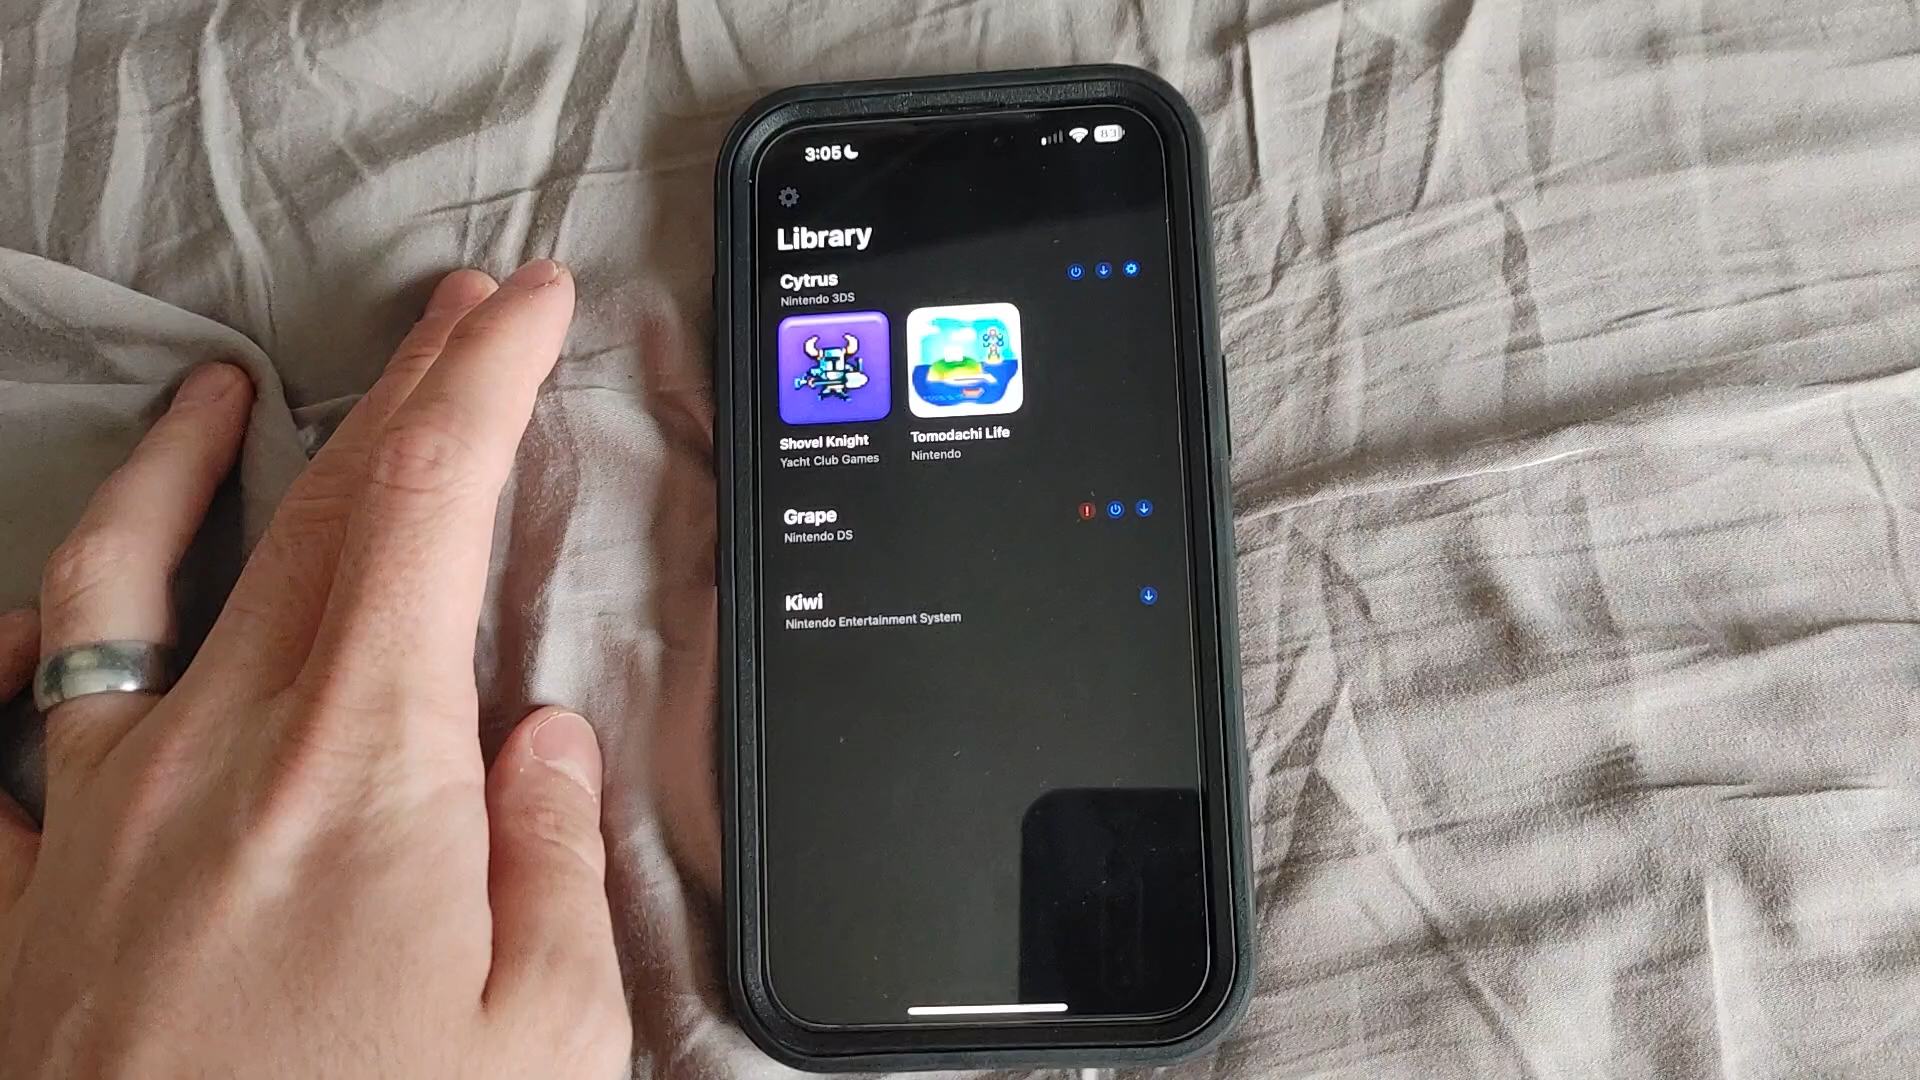 3:05
83
Library
Cytrus
Nintendo 3DS
Shovel Knight
Yacht Club Games
Tomodachi Life
Nintendo
Grape
Nintendo DS
Kiwi
Nintendo Entertainment System